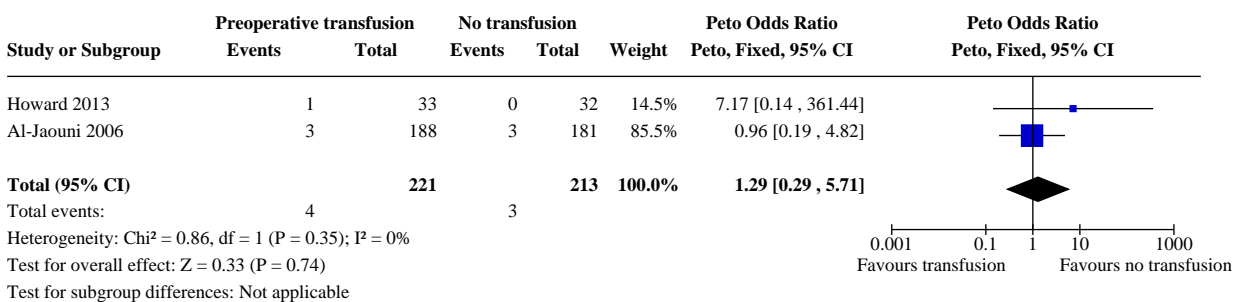 Preoperative transfusion No transfusion Peto Odds Ratio Peto Odds Ratio
Study or Subgroup Events Total Events Total Weight Peto, Fixed, 95% CI Peto, Fixed, 95% CI
Howard 2013 1 33 0 32 14.5% 7.17 [0.14 , 361.44]
Al-Jaouni 2006 3 188 3 181 85.5% 0.96 [0.19 , 4.82]
Total (95% CI) 221 213 100.0% 1.29 [0.29 , 5.71]
Total events: 4 3
Heterogeneity: Chi² = 0.86, df = 1 (P = 0.35); I² = 0%
0.001 0.1 1 10 1000
Test for overall effect: Z = 0.33 (P = 0.74)
Favours transfusion Favours no transfusion
Test for subgroup differences: Not applicable